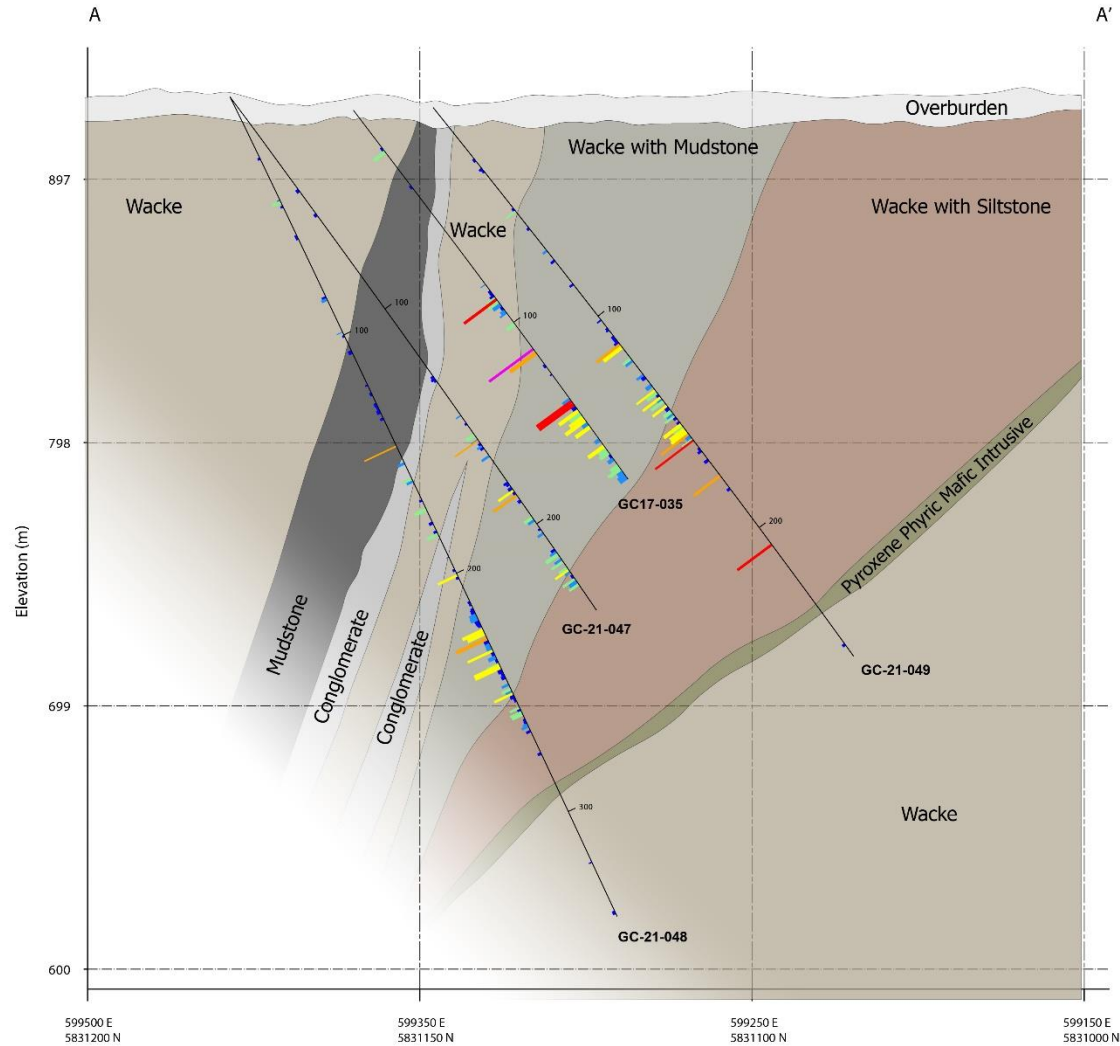 A
A'
Overburden
Wacke with Mudstone
897
Wacke
Wacke with Siltstone
Wacke
100
100
100
100
798
Elevation (m)
GC17-035
200
200
Pyroxene Phyric Mafic Intrusive
200
Mudstone
Conglomerate
Conglomerate
GC-21-047
GC-21-049
699
300
Wacke
GC-21-048
600
599500 E
5831200 N
599350 E
5831150 N
599250 E
5831100 N
599150 E
5831000 N